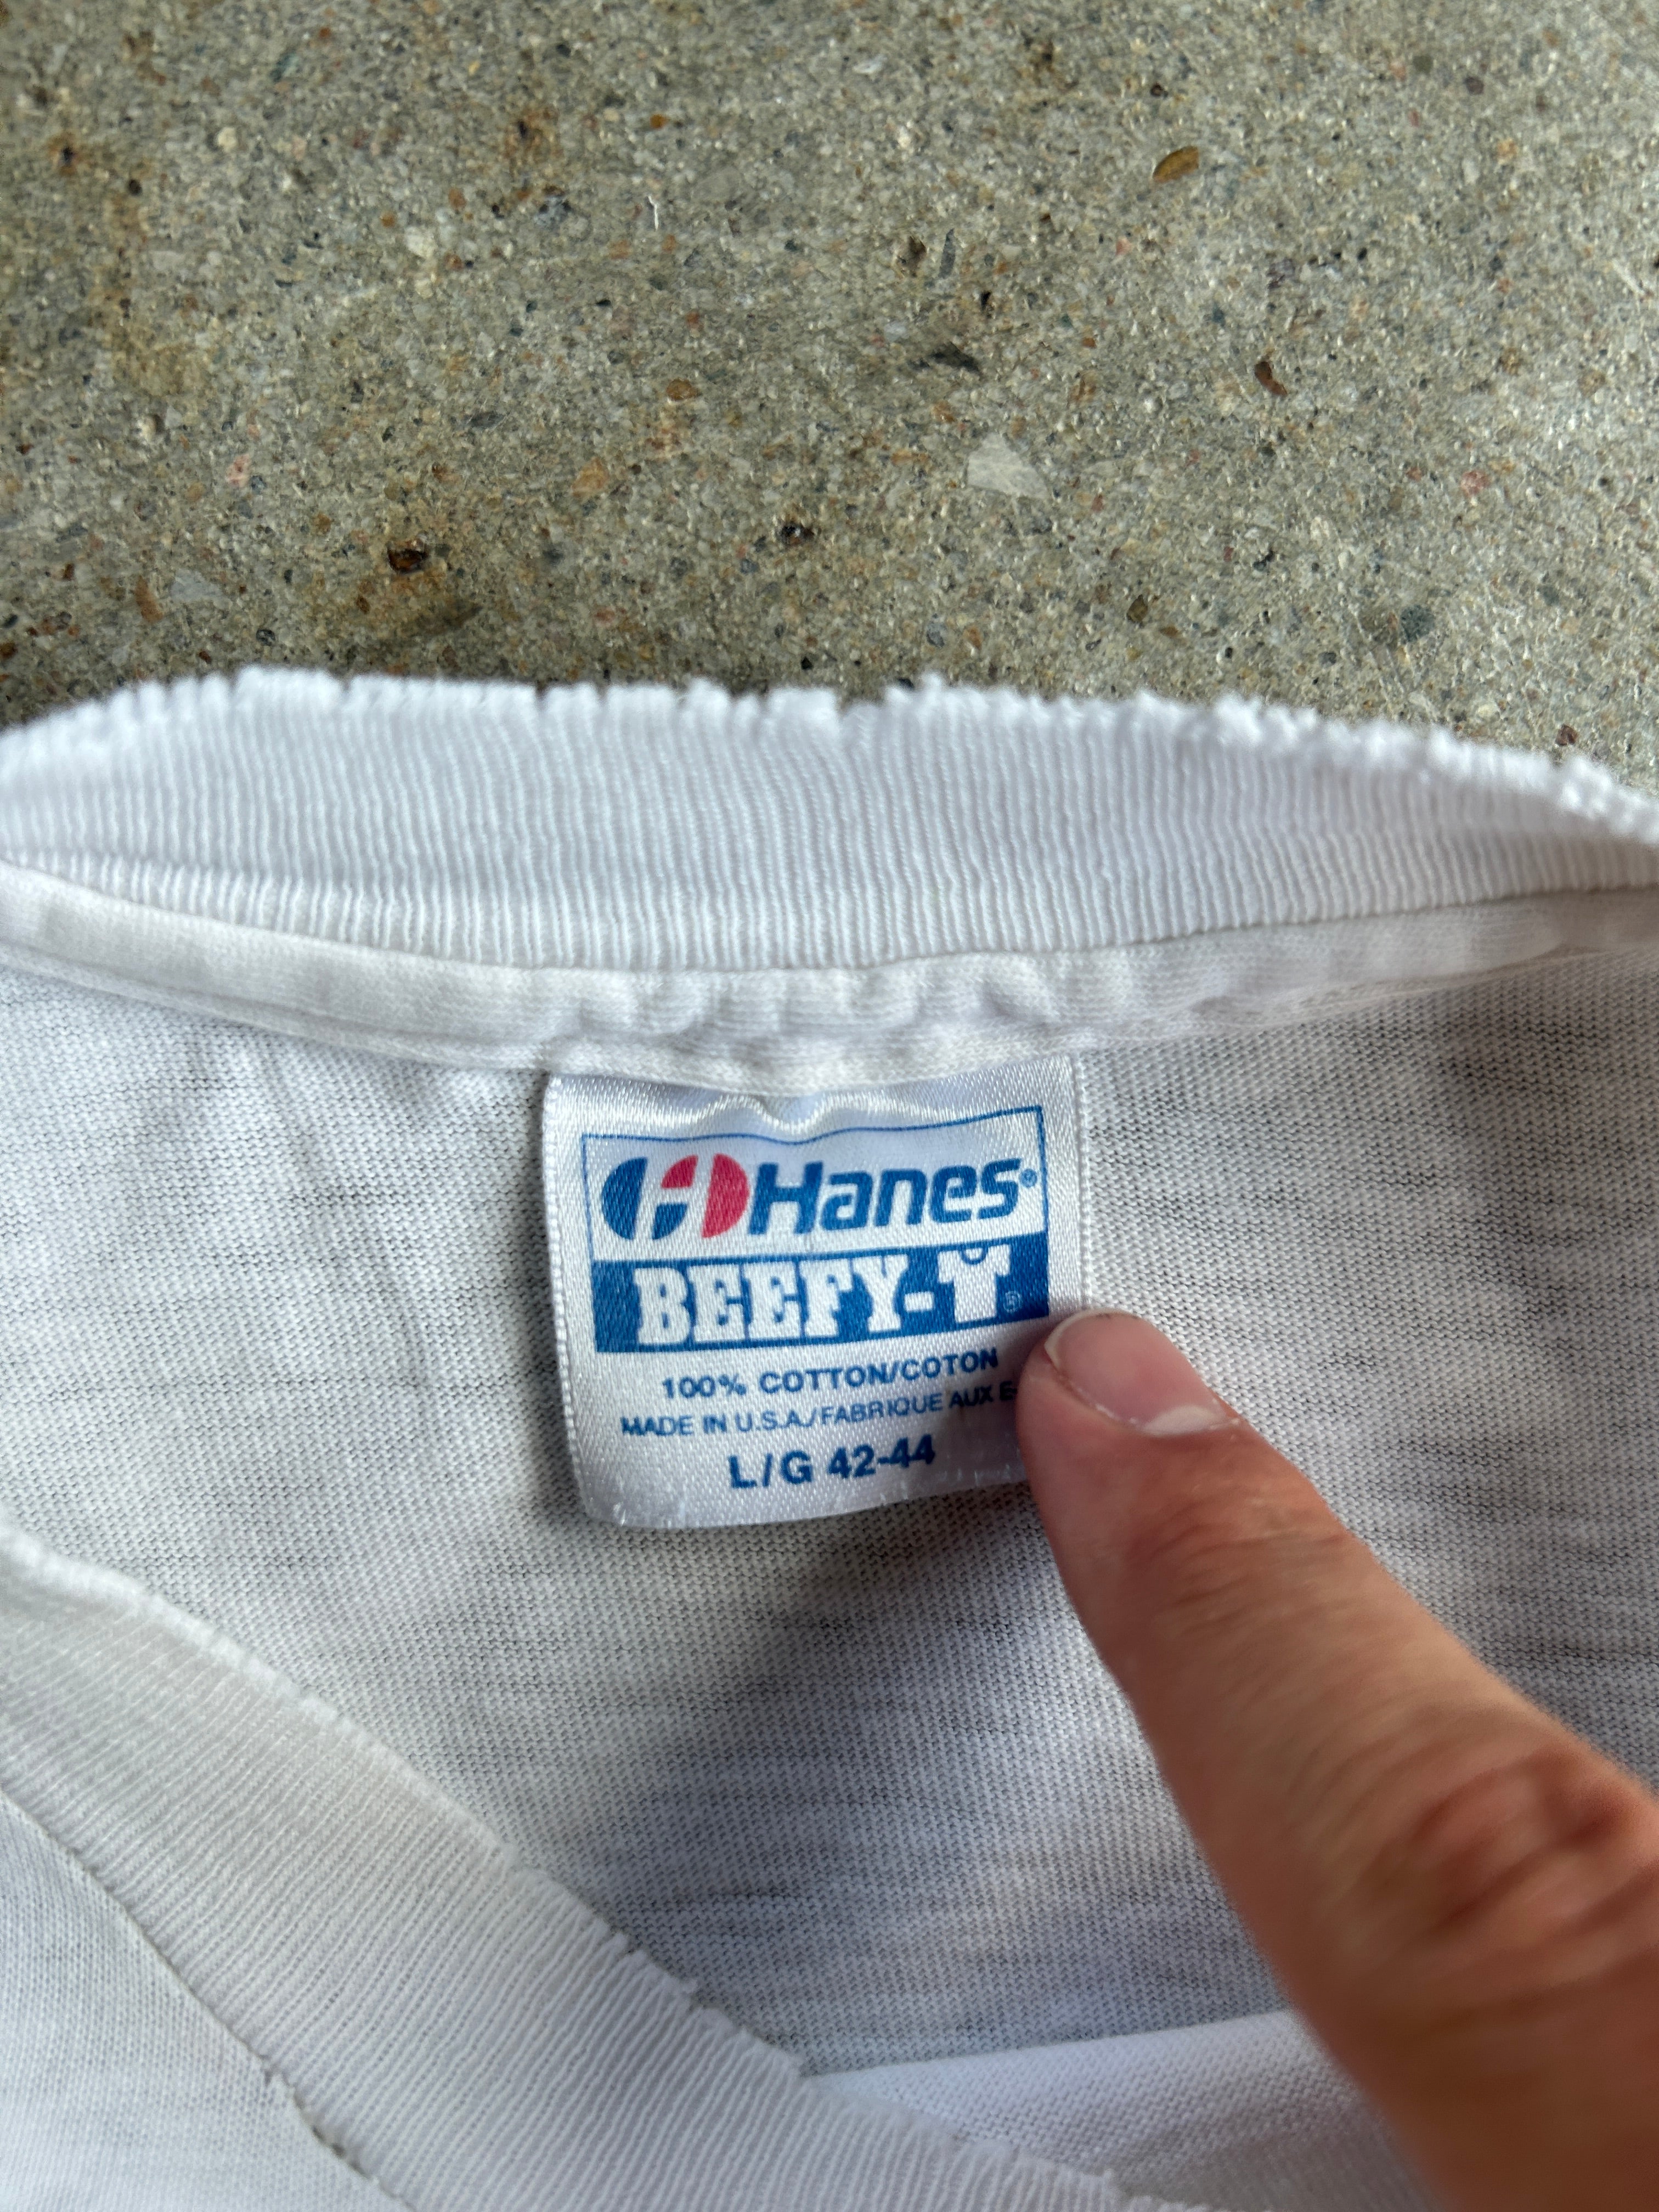 Hanes®
BEEFY-T®
100% COTTON/COTON
MADE IN U.S.A./FABRIQUE AUX
L/G 42-44